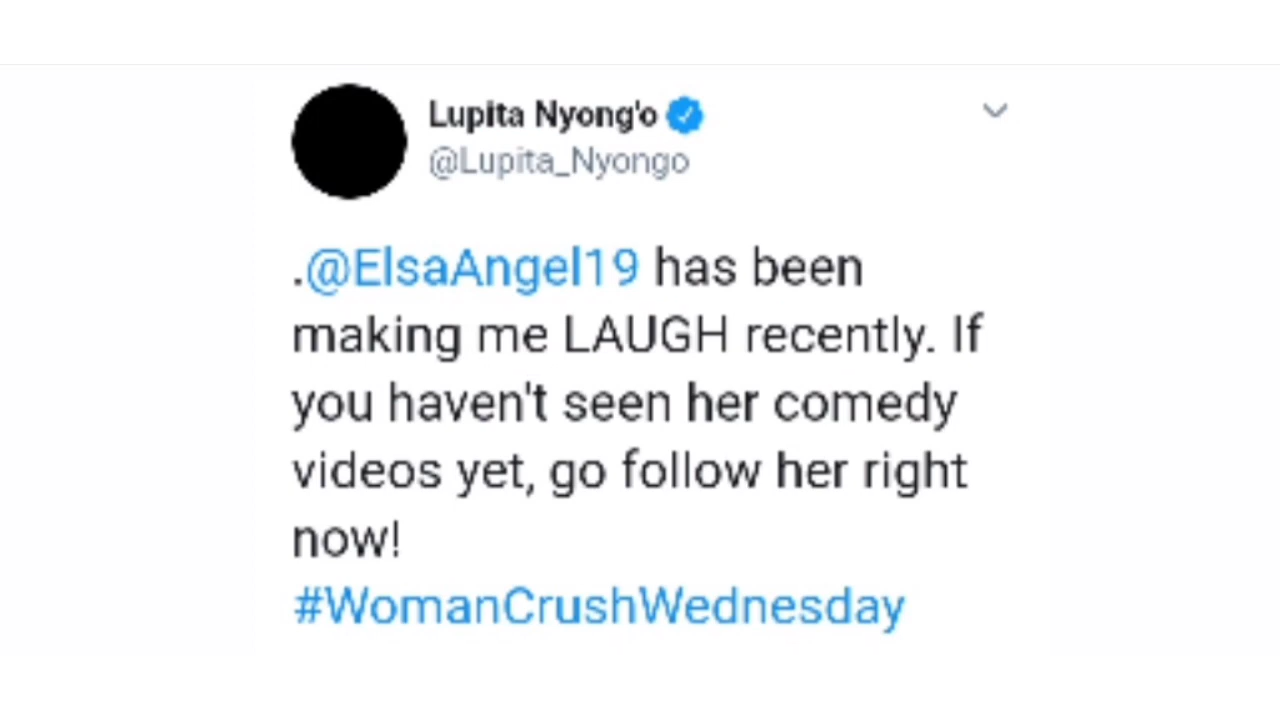 Lupita Nyong'o
@Lupita_Nyongo
.@ElsaAngel19 has been
making me LAUGH recently. If
you haven't seen her comedy
videos yet, go follow her right
now!
#WomanCrushWednesday